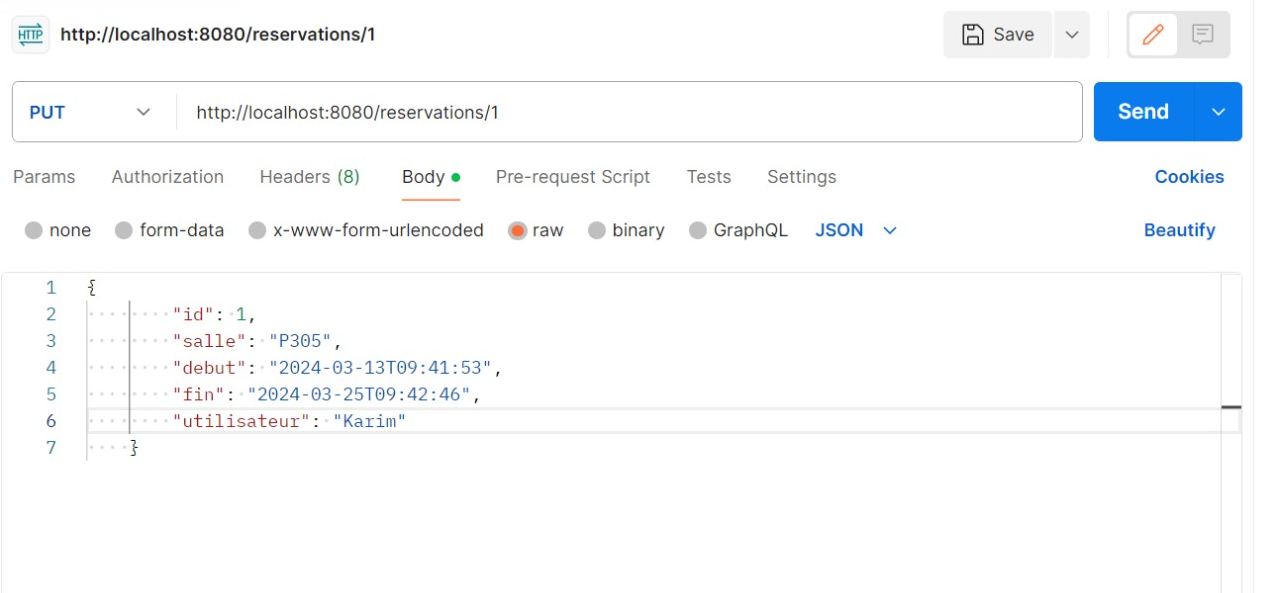 HTTP http://localhost:8080/reservations/1 Save
PUT http://localhost:8080/reservations/1 Send
Params Authorization Headers (8) Body Pre-request Script Tests Settings Cookies
none form-data x-www-form-urlencoded raw binary GraphQL JSON Beautify
1 {
2 "id": 1,
3 "salle": "P305",
4 "debut": "2024-03-13T09:41:53",
5 "fin": "2024-03-25T09:42:46",
6 "utilisateur": "Karim"
7 }